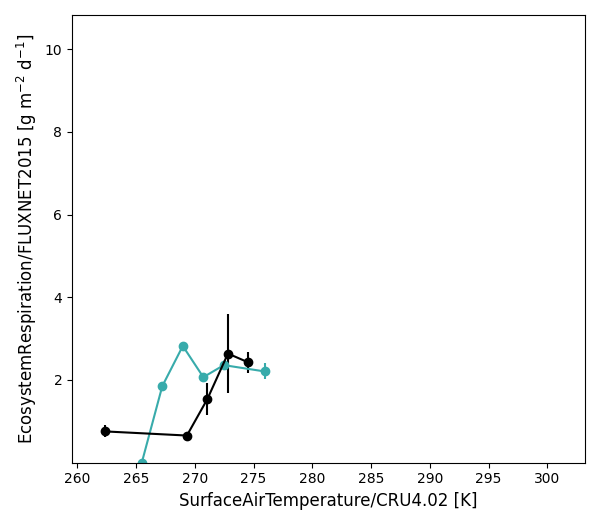 EcosystemRespiration/FLUXNET2015 [g m⁻² d⁻¹]
10
8
6
4
2
260 265 270 275 280 285 290 295 300
SurfaceAirTemperature/CRU4.02 [K]